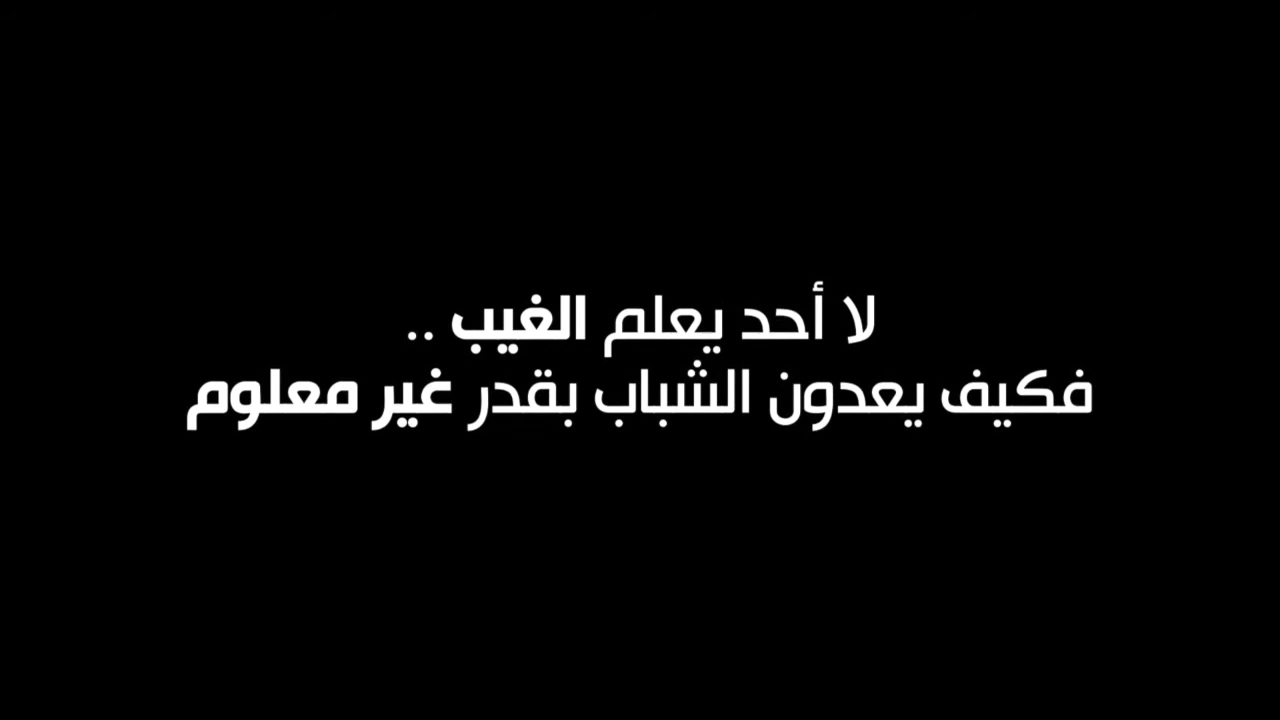 لا أحد يعلم الغيب ..
فكيف يعدون الشباب بقدر غير معلوم